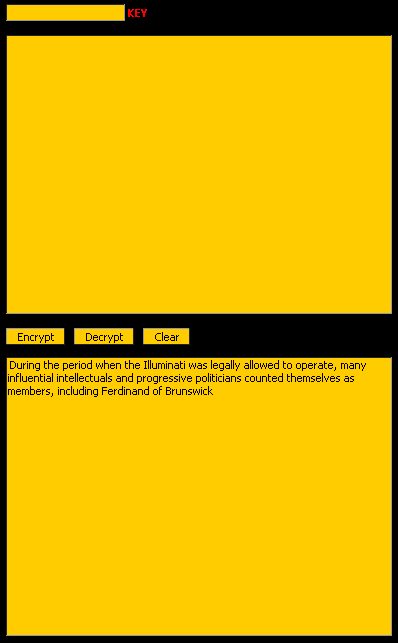 KEY
Encrypt Decrypt Clear
During the period when the Illuminati was legally allowed to operate, many
influential intellectuals and progressive politicians counted themselves as
members, including Ferdinand of Brunswick